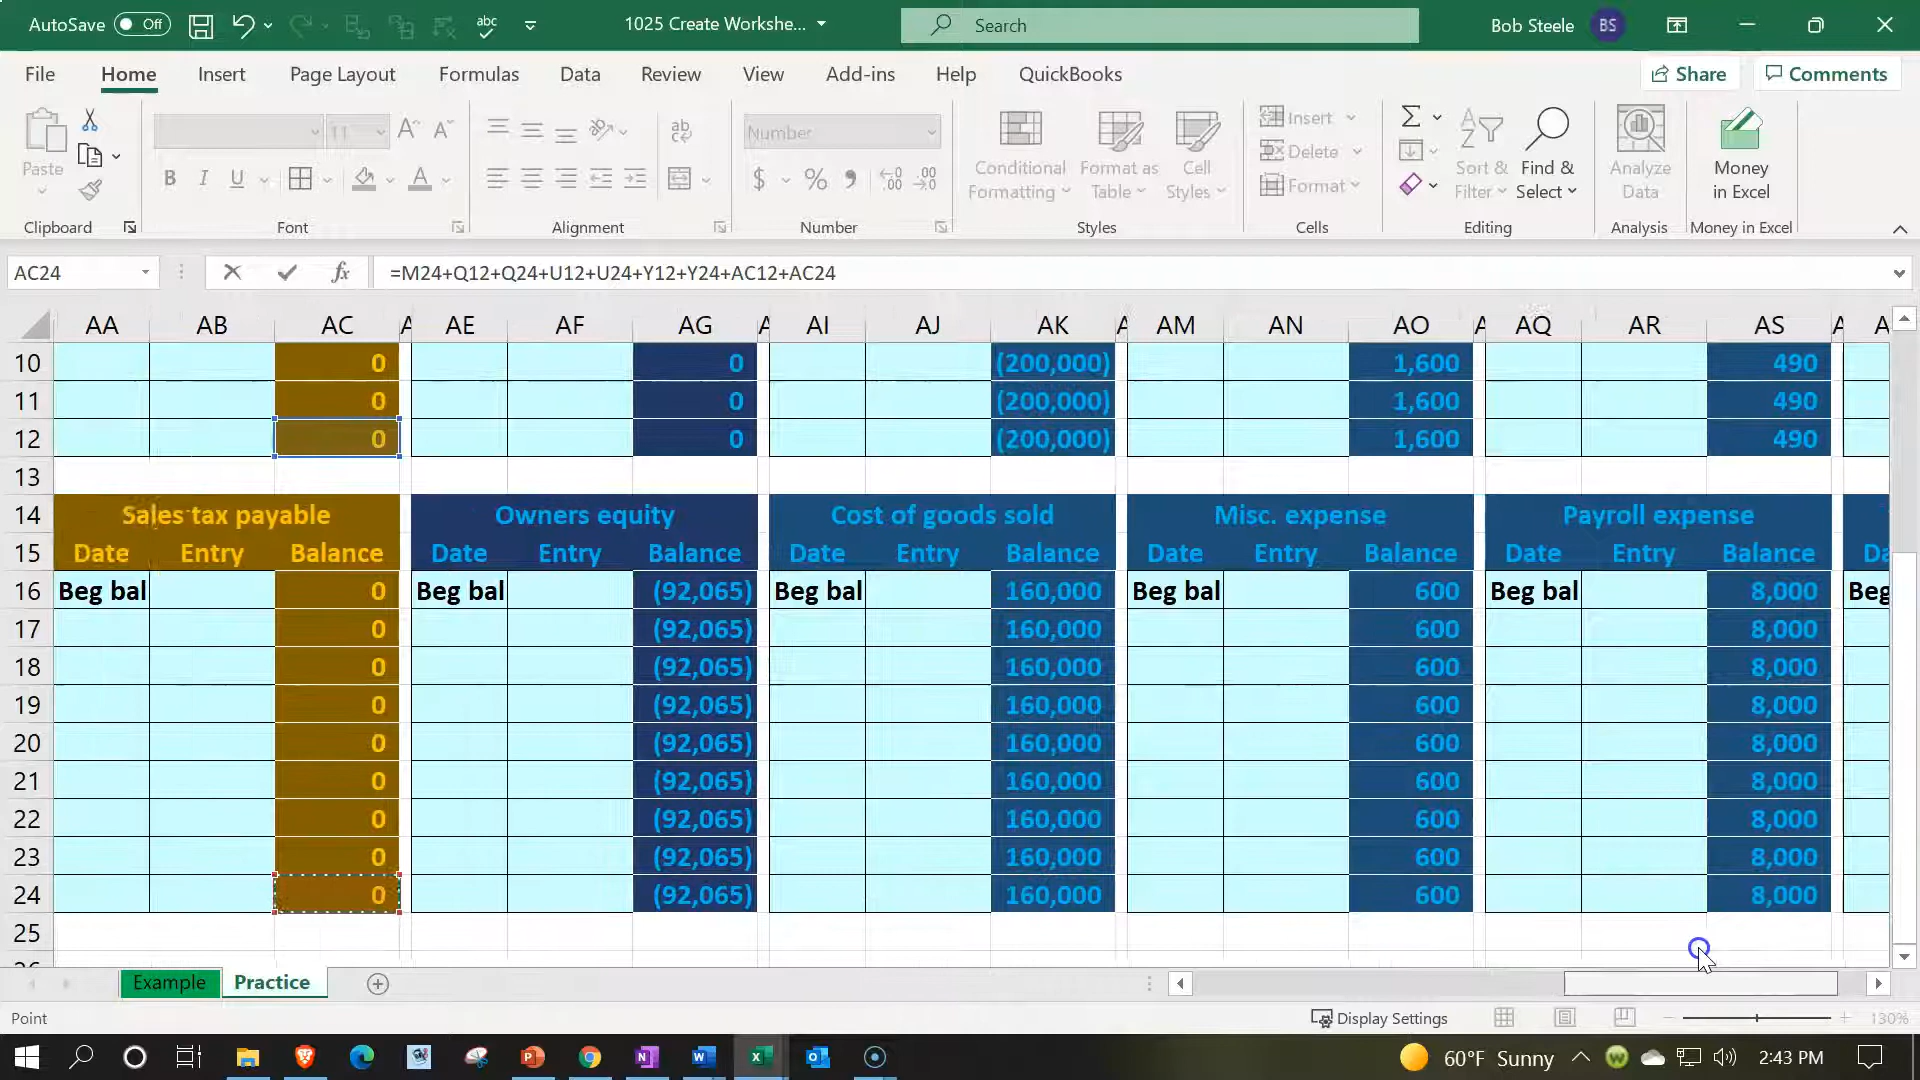 AutoSave Off abc 1025 Create Workshe... Search Bob Steele BS
File Home Insert Page Layout Formulas Data Review View Add-ins Help QuickBooks Share Comments
Paste 11 A A ab Number Conditional Formatting Format as Table Cell Styles Insert Delete Format Sort & Filter Find & Select Analyze Data Money in Excel
B I U A $ % 9 .00
Clipboard Font Alignment Number Styles Cells Editing Analysis Money in Excel
AC24 fx =M24+Q12+Q24+U12+U24+Y12+Y24+AC12+AC24
AA AB AC A AE AF AG A AI AJ AK A AM AN AO A AQ AR AS A A
10 0 0 (200,000) 1,600 490
11 0 0 (200,000) 1,600 490
12 0 0 (200,000) 1,600 490
13
14 Sales tax payable Owners equity Cost of goods sold Misc. expense Payroll expense
15 Date Entry Balance Date Entry Balance Date Entry Balance Date Entry Balance Date Entry Balance Da
16 Beg bal 0 Beg bal (92,065) Beg bal 160,000 Beg bal 600 Beg bal 8,000 Beg
17 0 (92,065) 160,000 600 8,000
18 0 (92,065) 160,000 600 8,000
19 0 (92,065) 160,000 600 8,000
20 0 (92,065) 160,000 600 8,000
21 0 (92,065) 160,000 600 8,000
22 0 (92,065) 160,000 600 8,000
23 0 (92,065) 160,000 600 8,000
24 0 (92,065) 160,000 600 8,000
25
Example Practice
Point Display Settings 130%
60°F Sunny 2:43 PM